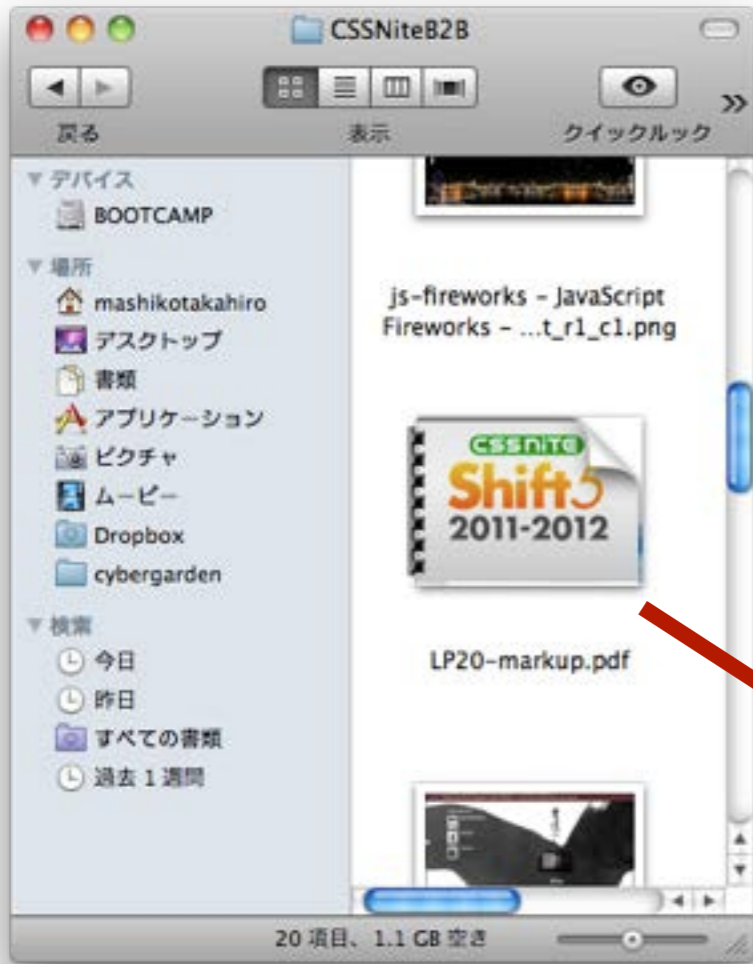 CSSNiteB2B
戻る
表示
クイックルック
デバイス
BOOTCAMP
場所
mashikotakahiro
デスクトップ
書類
アプリケーション
ピクチャ
ムービー
Dropbox
cybergarden
検索
今日
昨日
すべての書類
過去 1 週間
js-fireworks – JavaScript
Fireworks – ...t_r1_c1.png
CSSNITE
Shift5
2011-2012
LP20-markup.pdf
20 項目、1.1 GB 空き